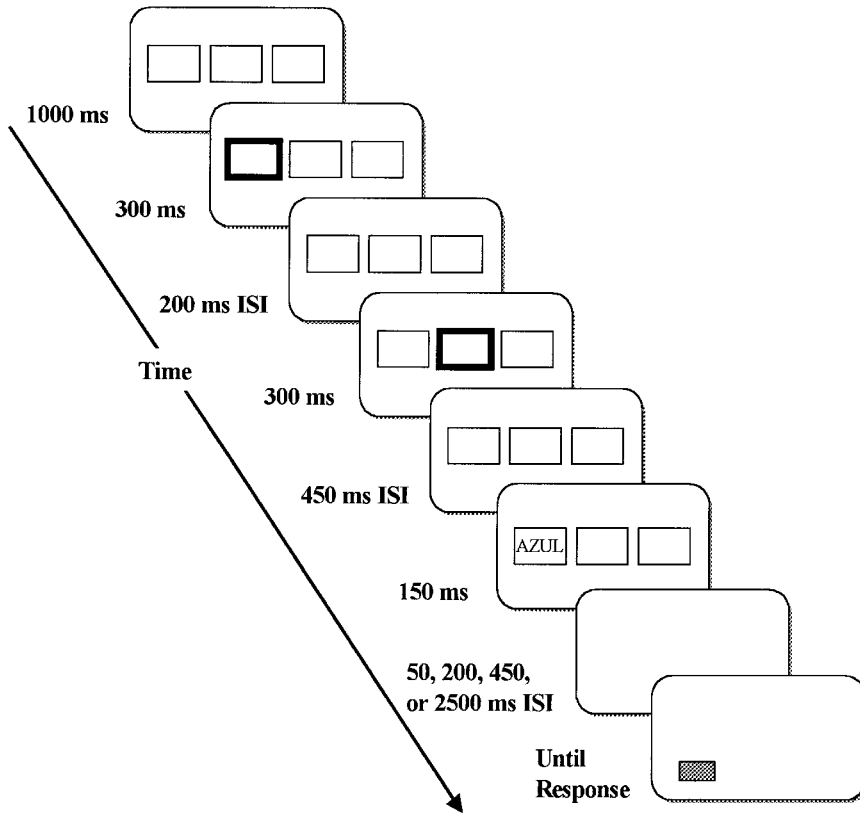 1000 ms
300 ms
200 ms ISI
Time
300 ms
450 ms ISI
AZUL
150 ms
50, 200, 450,
or 2500 ms ISI
Until
Response